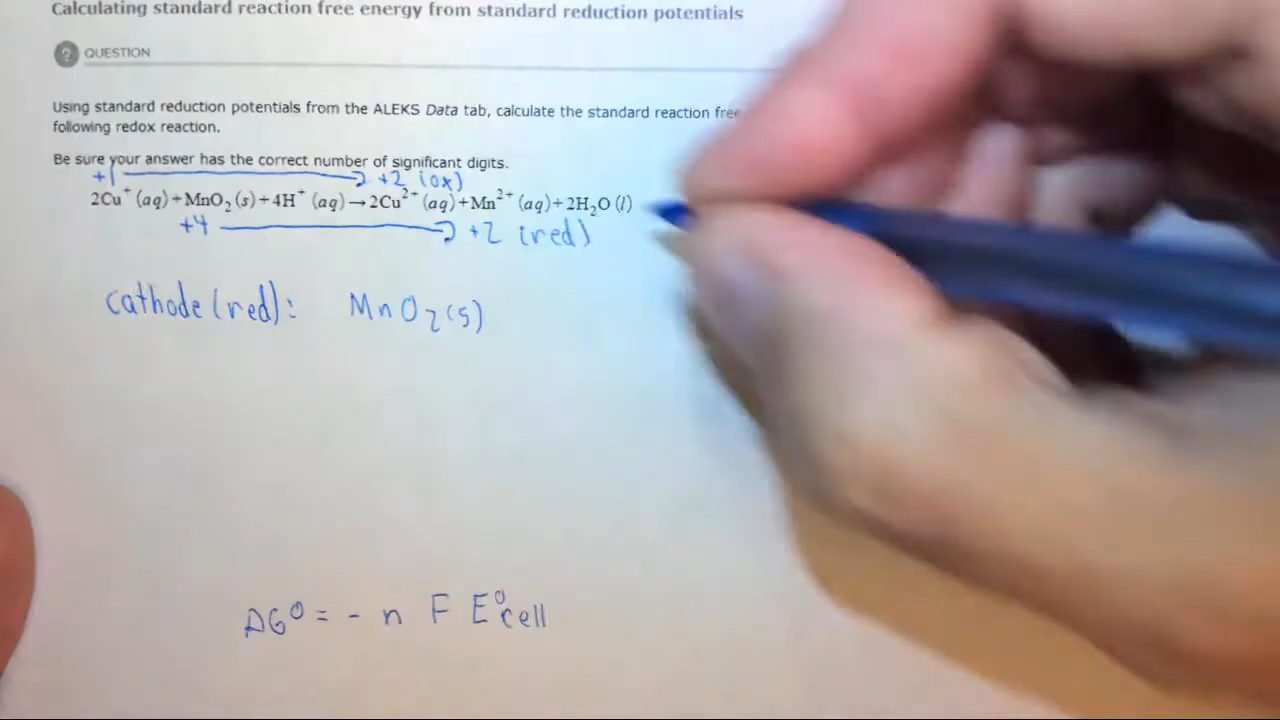 Calculating standard reaction free energy from standard reduction potentials
? QUESTION
Using standard reduction potentials from the ALEKS Data tab, calculate the standard reaction free
following redox reaction.
Be sure your answer has the correct number of significant digits.
+1 → +2 (ox)
2Cu⁺ (aq)+MnO₂ (s)+4H⁺ (aq)→2Cu²⁺ (aq)+Mn²⁺ (aq)+2H₂O (l)
+4 → +2 (red)
cathode (red): MnO₂(s)
ΔG⁰ = - n F E⁰cell